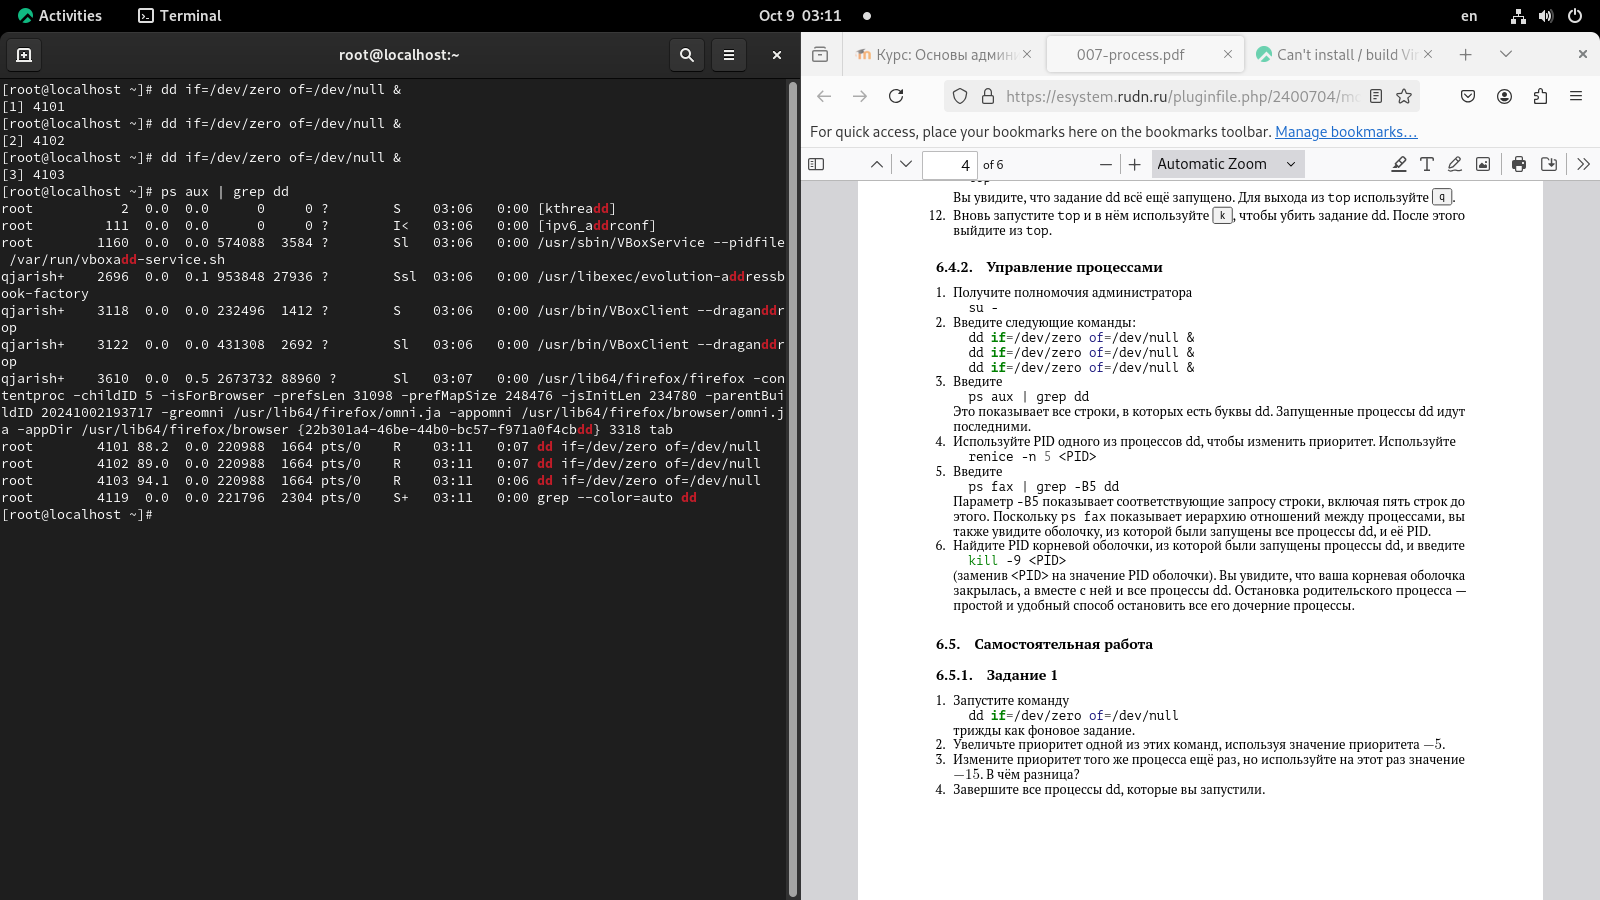 Activities Terminal Oct 9 03:11 en
root@localhost:~
[root@localhost ~]# dd if=/dev/zero of=/dev/null &
[1] 4101
[root@localhost ~]# dd if=/dev/zero of=/dev/null &
[2] 4102
[root@localhost ~]# dd if=/dev/zero of=/dev/null &
[3] 4103
[root@localhost ~]# ps aux | grep dd
root 2 0.0 0.0 0 0 ? S 03:06 0:00 [kthreadd]
root 111 0.0 0.0 0 0 ? I< 03:06 0:00 [ipv6_addrconf]
root 1160 0.0 0.0 574088 3584 ? Sl 03:06 0:00 /usr/sbin/VBoxService --pidfile
/var/run/vboxadd-service.sh
qjarish+ 2696 0.0 0.1 953848 27936 ? Ssl 03:06 0:00 /usr/libexec/evolution-addressb
ook-factory
qjarish+ 3118 0.0 0.0 232496 1412 ? S 03:06 0:00 /usr/bin/VBoxClient --draganddr
op
qjarish+ 3122 0.0 0.0 431308 2692 ? Sl 03:06 0:00 /usr/bin/VBoxClient --draganddr
op
qjarish+ 3610 0.0 0.5 2673732 88960 ? Sl 03:07 0:00 /usr/lib64/firefox/firefox -con
tentproc -childID 5 -isForBrowser -prefsLen 31098 -prefMapSize 248476 -jsInitLen 234780 -parentBui
ldID 20241002193717 -greomni /usr/lib64/firefox/omni.ja -appomni /usr/lib64/firefox/browser/omni.j
a -appDir /usr/lib64/firefox/browser {22b301a4-46be-44b0-bc57-f971a0f4cbdd} 3318 tab
root 4101 88.2 0.0 220988 1664 pts/0 R 03:11 0:07 dd if=/dev/zero of=/dev/null
root 4102 89.0 0.0 220988 1664 pts/0 R 03:11 0:07 dd if=/dev/zero of=/dev/null
root 4103 94.1 0.0 220988 1664 pts/0 R 03:11 0:06 dd if=/dev/zero of=/dev/null
root 4119 0.0 0.0 221796 2304 pts/0 S+ 03:11 0:00 grep --color=auto dd
[root@localhost ~]#
Курс: Основы админи 007-process.pdf Can't install / build Vir
https://esystem.rudn.ru/pluginfile.php/2400704/mo
For quick access, place your bookmarks here on the bookmarks toolbar. Manage bookmarks...
4 of 6 Automatic Zoom
Вы увидите, что задание dd всё ещё запущено. Для выхода из top используйте q .
12. Вновь запустите top и в нём используйте k , чтобы убить задание dd. После этого
выйдите из top.
6.4.2. Управление процессами
1. Получите полномочия администратора
su -
2. Введите следующие команды:
dd if=/dev/zero of=/dev/null &
dd if=/dev/zero of=/dev/null &
dd if=/dev/zero of=/dev/null &
3. Введите
ps aux | grep dd
Это показывает все строки, в которых есть буквы dd. Запущенные процессы dd идут
последними.
4. Используйте PID одного из процессов dd, чтобы изменить приоритет. Используйте
renice -n 5 <PID>
5. Введите
ps fax | grep -B5 dd
Параметр -B5 показывает соответствующие запросу строки, включая пять строк до
этого. Поскольку ps fax показывает иерархию отношений между процессами, вы
также увидите оболочку, из которой были запущены все процессы dd, и её PID.
6. Найдите PID корневой оболочки, из которой были запущены процессы dd, и введите
kill -9 <PID>
(заменив <PID> на значение PID оболочки). Вы увидите, что ваша корневая оболочка
закрылась, а вместе с ней и все процессы dd. Остановка родительского процесса —
простой и удобный способ остановить все его дочерние процессы.
6.5. Самостоятельная работа
6.5.1. Задание 1
1. Запустите команду
dd if=/dev/zero of=/dev/null
трижды как фоновое задание.
2. Увеличьте приоритет одной из этих команд, используя значение приоритета −5.
3. Измените приоритет того же процесса ещё раз, но используйте на этот раз значение
−15. В чём разница?
4. Завершите все процессы dd, которые вы запустили.